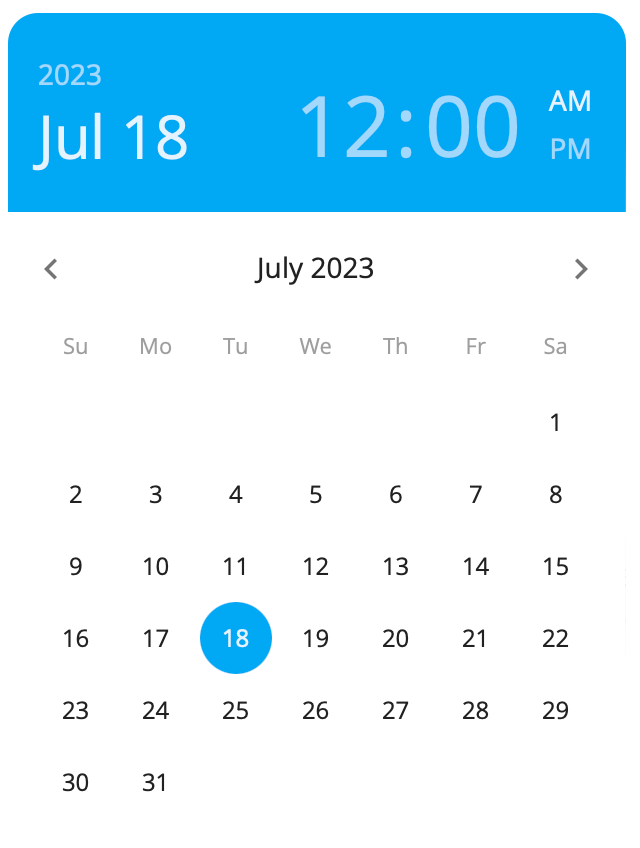 2023
Jul 18
12:00
AM
PM
July 2023
Su Mo Tu We Th Fr Sa
1
2 3 4 5 6 7 8
9 10 11 12 13 14 15
16 17 18 19 20 21 22
23 24 25 26 27 28 29
30 31